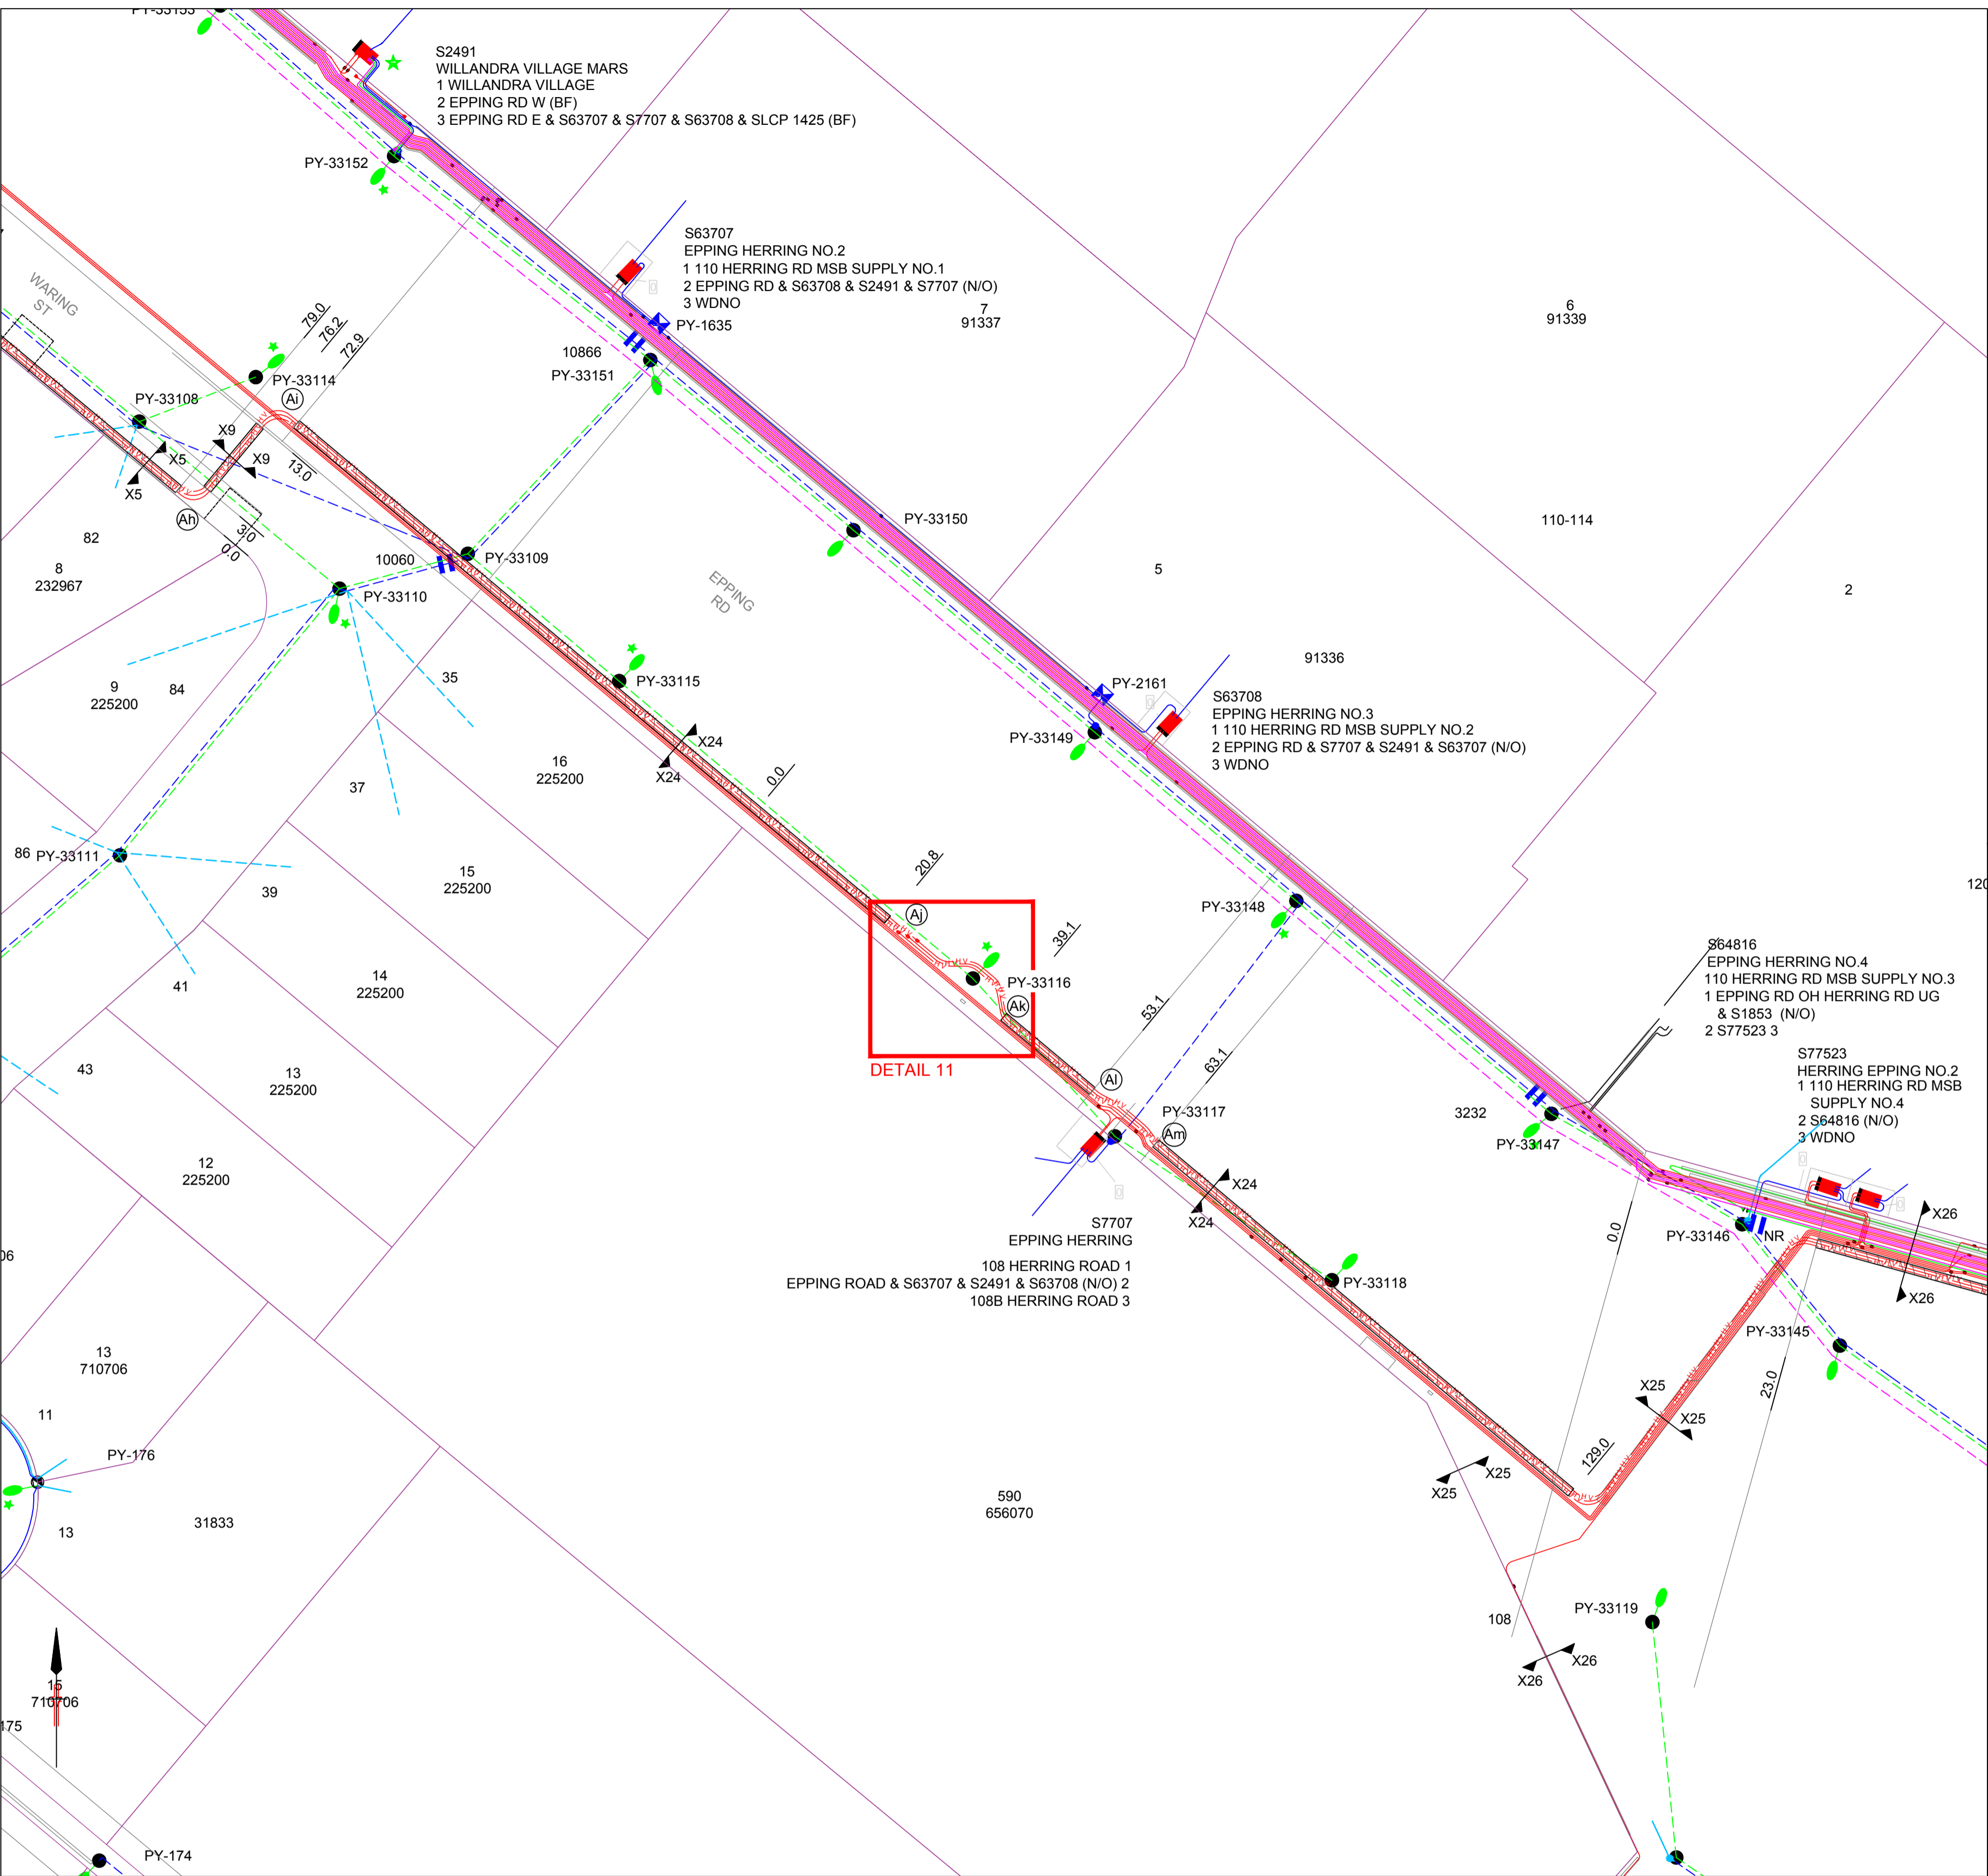 PY-33153
S2491
WILLANDRA VILLAGE MARS
1 WILLANDRA VILLAGE
2 EPPING RD W (BF)
3 EPPING RD E & S63707 & S7707 & S63708 & SLCP 1425 (BF)
PY-33152
S63707
EPPING HERRING NO.2
1 110 HERRING RD MSB SUPPLY NO.1
2 EPPING RD & S63708 & S2491 & S7707 (N/O)
3 WDNO
7
91337
6
91339
WARING
ST
79.0
76.2
72.9
PY-1635
10866
PY-33151
PY-33114
Ai
PY-33108
X9
X9
X5
X5
13.0
Ah
3.0
0.0
82
8
232967
10060
PY-33109
PY-33110
EPPING
RD
PY-33150
110-114
5
2
91336
9
225200
84
35
PY-33115
PY-2161
S63708
EPPING HERRING NO.3
1 110 HERRING RD MSB SUPPLY NO.2
2 EPPING RD & S7707 & S2491 & S63707 (N/O)
3 WDNO
PY-33149
X24
X24
0.0
16
225200
37
86
PY-33111
15
225200
39
20.8
Aj
39.1
PY-33116
Ak
DETAIL 11
PY-33148
120
S64816
EPPING HERRING NO.4
110 HERRING RD MSB SUPPLY NO.3
1 EPPING RD OH HERRING RD UG
& S1853 (N/O)
2 S77523 3
S77523
HERRING EPPING NO.2
1 110 HERRING RD MSB
SUPPLY NO.4
2 S64816 (N/O)
3 WDNO
14
225200
41
53.1
63.1
43
13
225200
Al
PY-33117
Am
3232
PY-33147
12
225200
X24
X24
S7707
EPPING HERRING
108 HERRING ROAD 1
EPPING ROAD & S63707 & S2491 & S63708 (N/O) 2
108B HERRING ROAD 3
0.0
PY-33146
NR
X26
X26
06
PY-33118
PY-33145
23.0
13
710706
11
X25
X25
129.0
X25
X25
PY-176
590
656070
13
31833
PY-33119
108
X26
X26
15
710706
175
PY-174